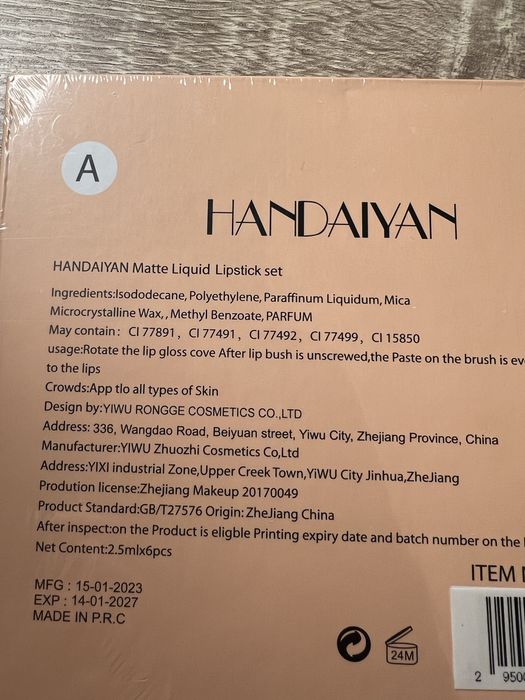 A
HANDAIYAN
HANDAIYAN Matte Liquid Lipstick set
Ingredients:Isododecane, Polyethylene, Paraffinum Liquidum, Mica
Microcrystalline Wax, , Methyl Benzoate, PARFUM
May contain: CI 77891, CI 77491, CI 77492, CI 77499, CI 15850
usage:Rotate the lip gloss cove After lip bush is unscrewed,the Paste on the brush is
to the lips
Crowds:App tlo all types of Skin
Design by:YIWU RONGGE COSMETICS CO.,LTD
Address: 336, Wangdao Road, Beiyuan street, Yiwu City, Zhejiang Province, China
Manufacturer:YIWU Zhuozhi Cosmetics Co,Ltd
Address:YIXI industrial Zone,Upper Creek Town,YiWU City Jinhua,ZheJiang
Prodution license:Zhejiang Makeup 20170049
Product Standard:GB/T27576 Origin: ZheJiang China
After inspect:on the Product is eligble Printing expiry date and batch number on the
Net Content:2.5mlx6pcs
ITEM
MFG : 15-01-2023
EXP : 14-01-2027
MADE IN P.R.C
24M
2 9508